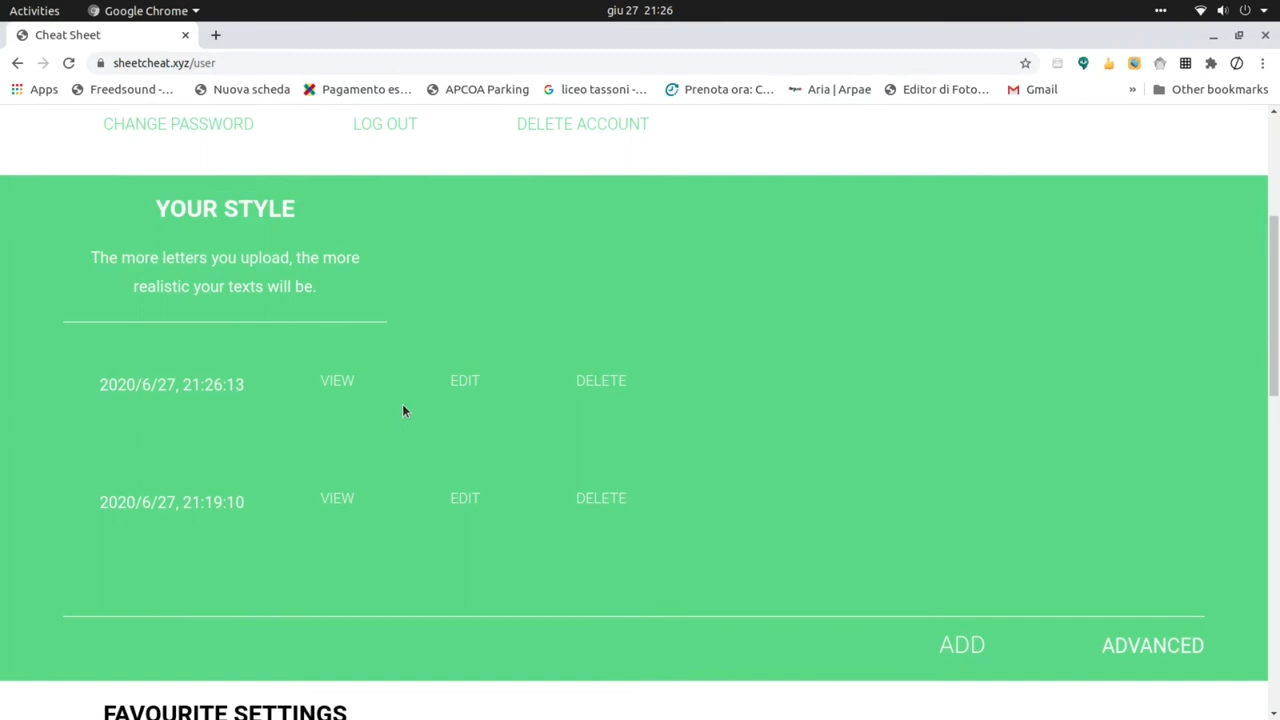 Activities Google Chrome giu 27 21:26
Cheat Sheet
sheetcheat.xyz/user
Apps Freedsound -... Nuova scheda Pagamento es... APCOA Parking liceo tassoni -... Prenota ora: C... Aria | Arpae Editor di Foto... Gmail » Other bookmarks
CHANGE PASSWORD LOG OUT DELETE ACCOUNT
YOUR STYLE
The more letters you upload, the more
realistic your texts will be.
2020/6/27, 21:26:13 VIEW EDIT DELETE
2020/6/27, 21:19:10 VIEW EDIT DELETE
ADD ADVANCED
FAVOURITE SETTINGS